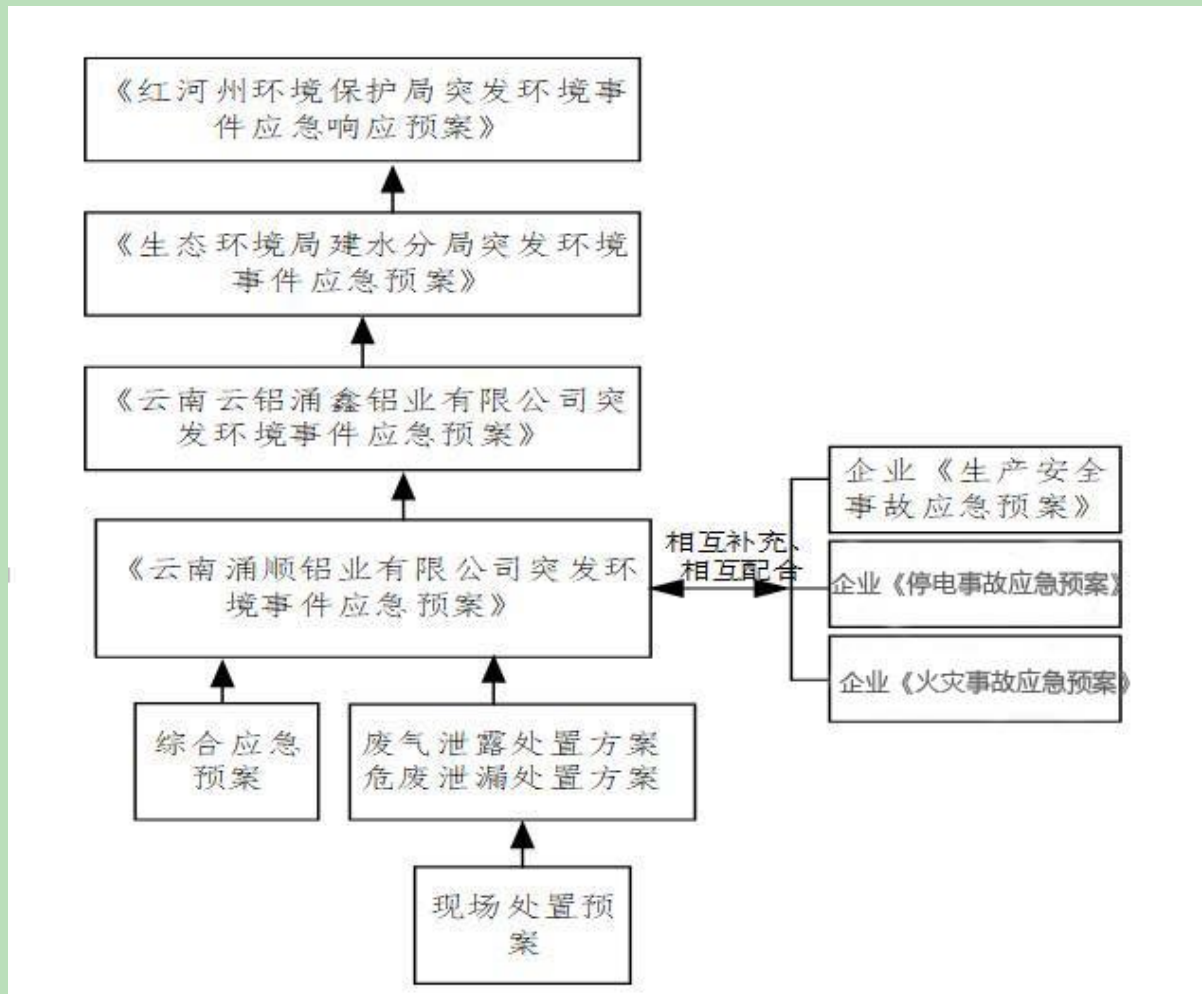 《红河州环境保护局突发环境事
件应急响应预案》
《生态环境局建水分局突发环境
事件应急预案》
《云南云铝涌鑫铝业有限公司突
发环境事件应急预案》
企业《生产安全
事故应急预案》
相互补充、
相互配合
《云南涌顺铝业有限公司突发环
境事件应急预案》
企业《停电事故应急预案》
企业《火灾事故应急预案》
综合应急
预案
废气泄露处置方案
危废泄漏处置方案
现场处置预
案